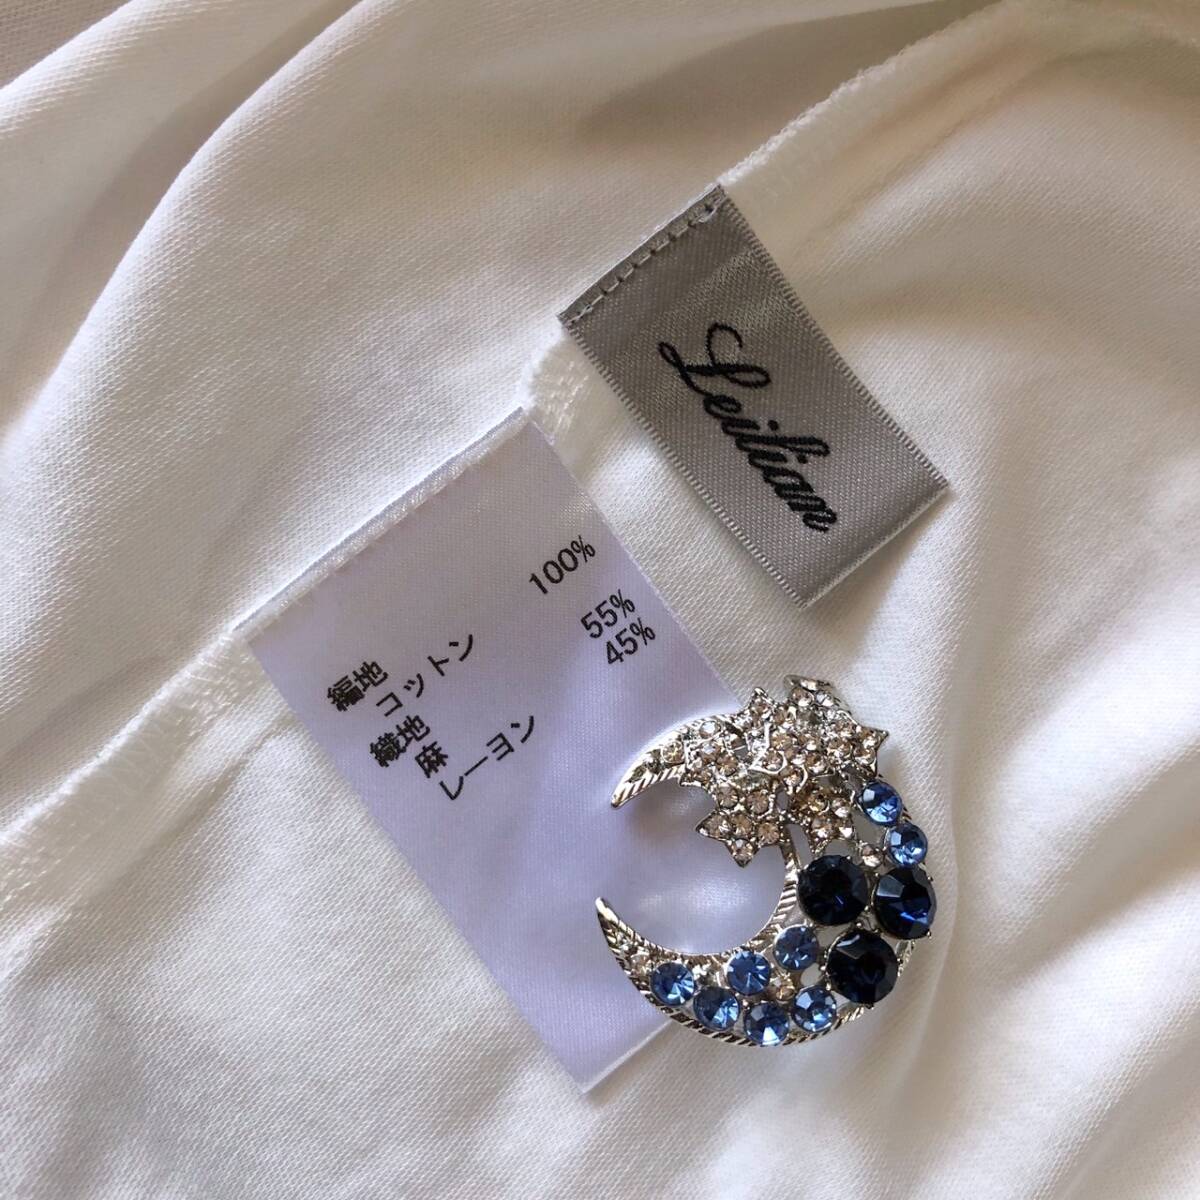 Leilian
編地
コットン 100%
織地
麻 55%
レーヨン 45%